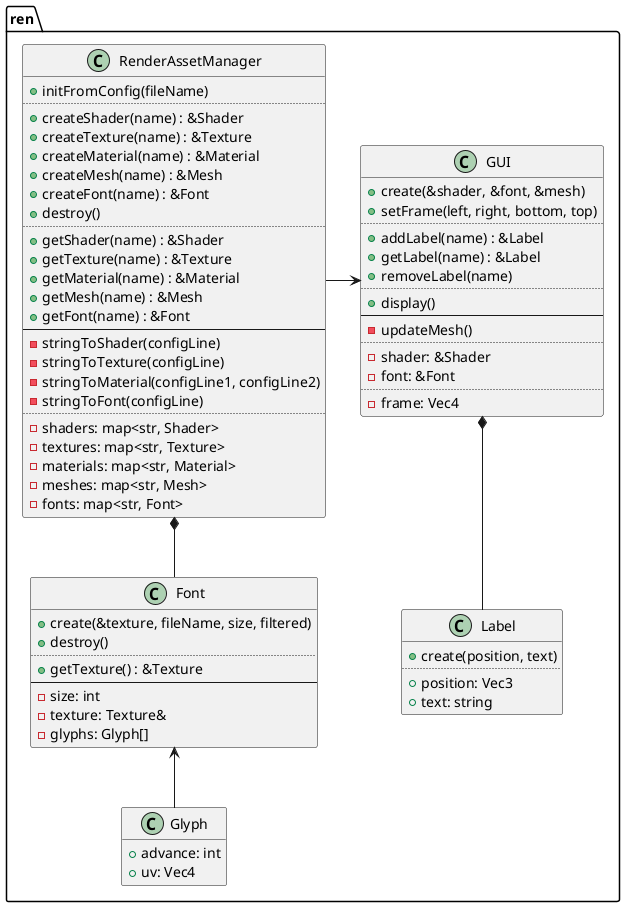 ren
C RenderAssetManager
initFromConfig(fileName)
createShader(name) : &Shader
createTexture(name) : &Texture
createMaterial(name) : &Material
createMesh(name) : &Mesh
createFont(name) : &Font
destroy()
getShader(name) : &Shader
getTexture(name) : &Texture
getMaterial(name) : &Material
getMesh(name) : &Mesh
getFont(name) : &Font
stringToShader(configLine)
stringToTexture(configLine)
stringToMaterial(configLine1, configLine2)
stringToFont(configLine)
shaders: map<str, Shader>
textures: map<str, Texture>
materials: map<str, Material>
meshes: map<str, Mesh>
fonts: map<str, Font>
C GUI
create(&shader, &font, &mesh)
setFrame(left, right, bottom, top)
addLabel(name) : &Label
getLabel(name) : &Label
removeLabel(name)
display()
updateMesh()
shader: &Shader
font: &Font
frame: Vec4
C Font
create(&texture, fileName, size, filtered)
destroy()
getTexture() : &Texture
size: int
texture: Texture&
glyphs: Glyph[]
C Label
create(position, text)
position: Vec3
text: string
C Glyph
advance: int
uv: Vec4